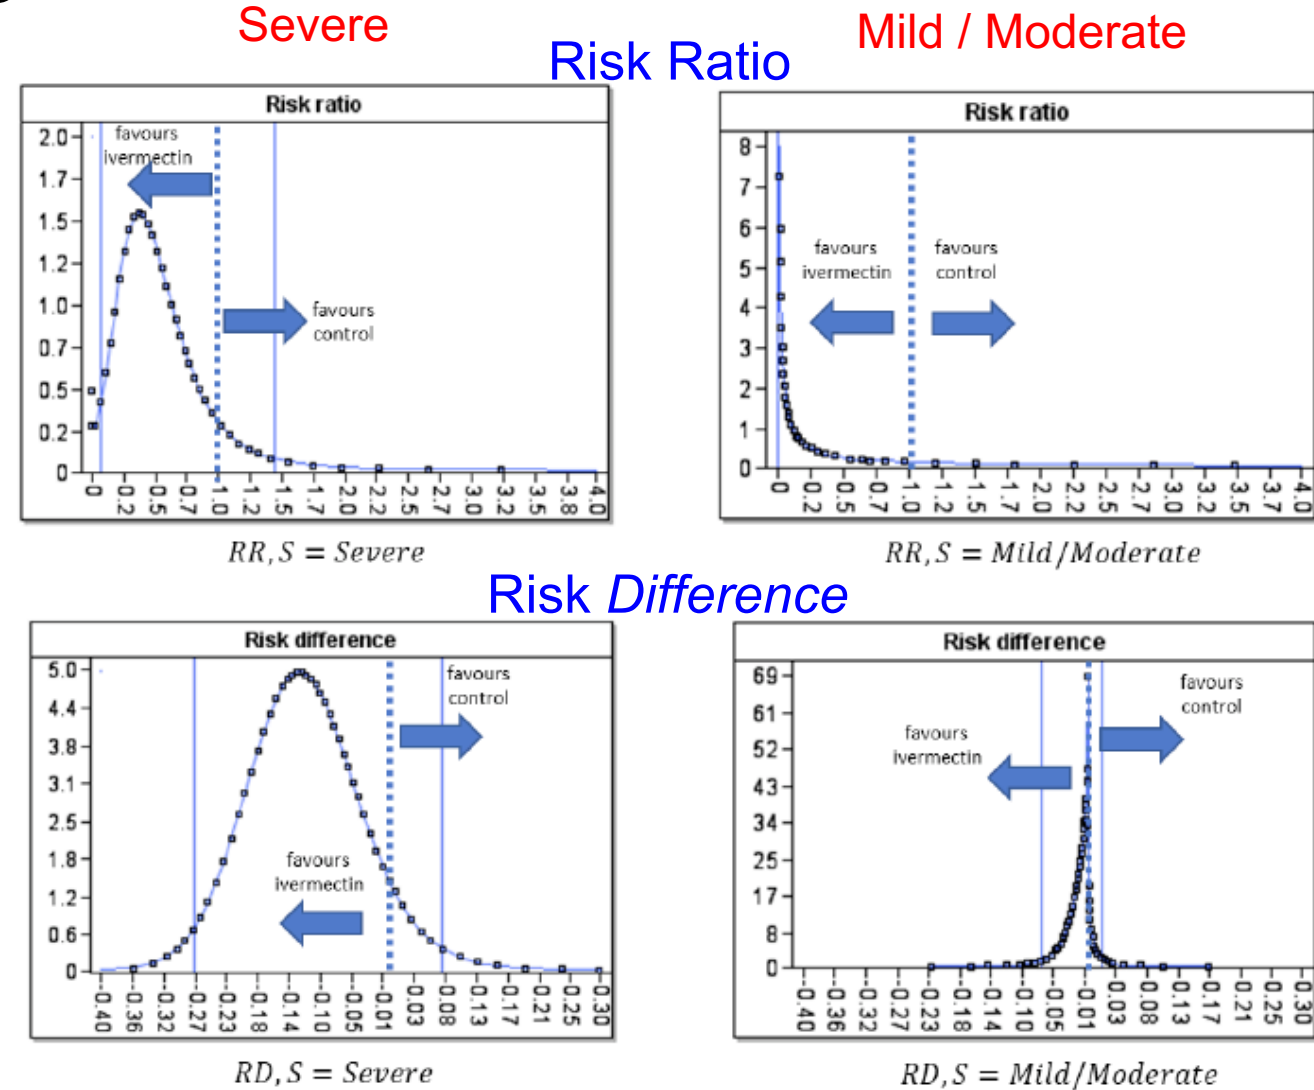 Severe
Mild / Moderate
Risk Ratio
Risk ratio
2.0
1.7
1.5
1.2
1.0
0.7
0.5
0.2
0
favours
ivermectin
favours
control
0 0.2 0.5 0.7 1.0 1.2 1.5 1.7 2.0 2.2 2.5 2.7 3.0 3.2 3.5 3.8 4.0
RR, S = Severe
Risk ratio
8
7
6
5
4
3
2
1
0
favours
ivermectin
favours
control
0 0.2 0.5 0.7 1.0 1.2 1.5 1.7 2.0 2.2 2.5 2.7 3.0 3.2 3.5 3.7 4.0
RR, S = Mild/Moderate
Risk Difference
Risk difference
5.0
4.4
3.8
3.1
2.5
1.8
1.2
0.6
0
favours
control
favours
ivermectin
-0.40 -0.36 -0.32 -0.27 -0.23 -0.18 -0.14 -0.10 -0.05 -0.01 0.03 0.08 0.13 0.17 0.21 0.25 0.30
RD, S = Severe
Risk difference
69
61
52
43
34
25
17
8
0
favours
control
favours
ivermectin
-0.40 -0.36 -0.32 -0.27 -0.23 -0.18 -0.14 -0.10 -0.05 -0.01 0.03 0.08 0.13 0.17 0.21 0.25 0.30
RD, S = Mild/Moderate